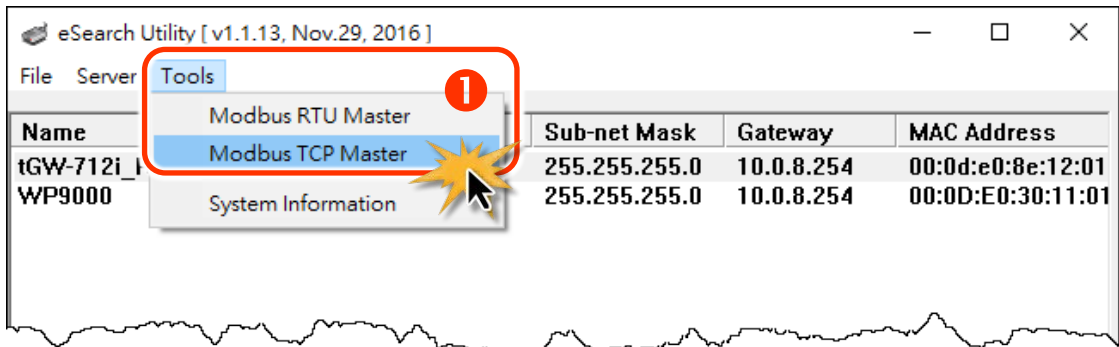 eSearch Utility [ v1.1.13, Nov.29, 2016 ]
File Server Tools
1
Modbus RTU Master
Modbus TCP Master
System Information
Name Sub-net Mask Gateway MAC Address
tGW-712i_ 255.255.255.0 10.0.8.254 00:0d:e0:8e:12:01
WP9000 255.255.255.0 10.0.8.254 00:0D:E0:30:11:01